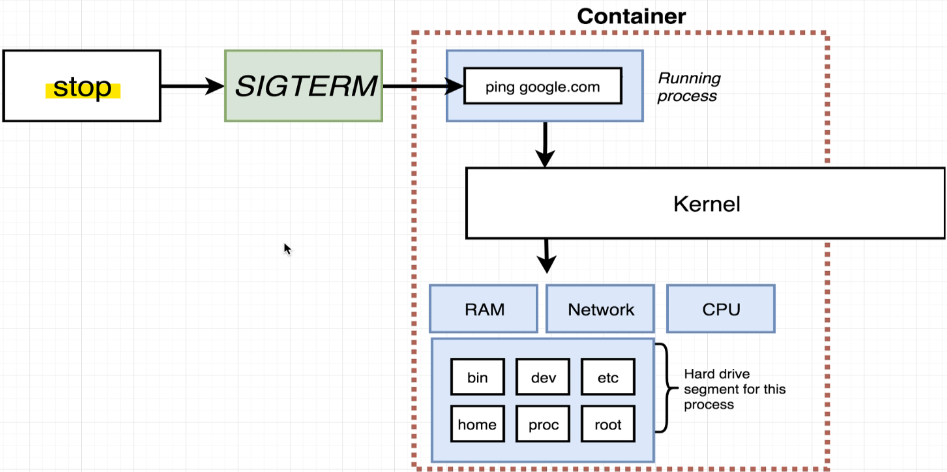 Container
stop
SIGTERM
ping google.com
Running
process
Kernel
RAM
Network
CPU
bin
dev
etc
home
proc
root
Hard drive
segment for this
process